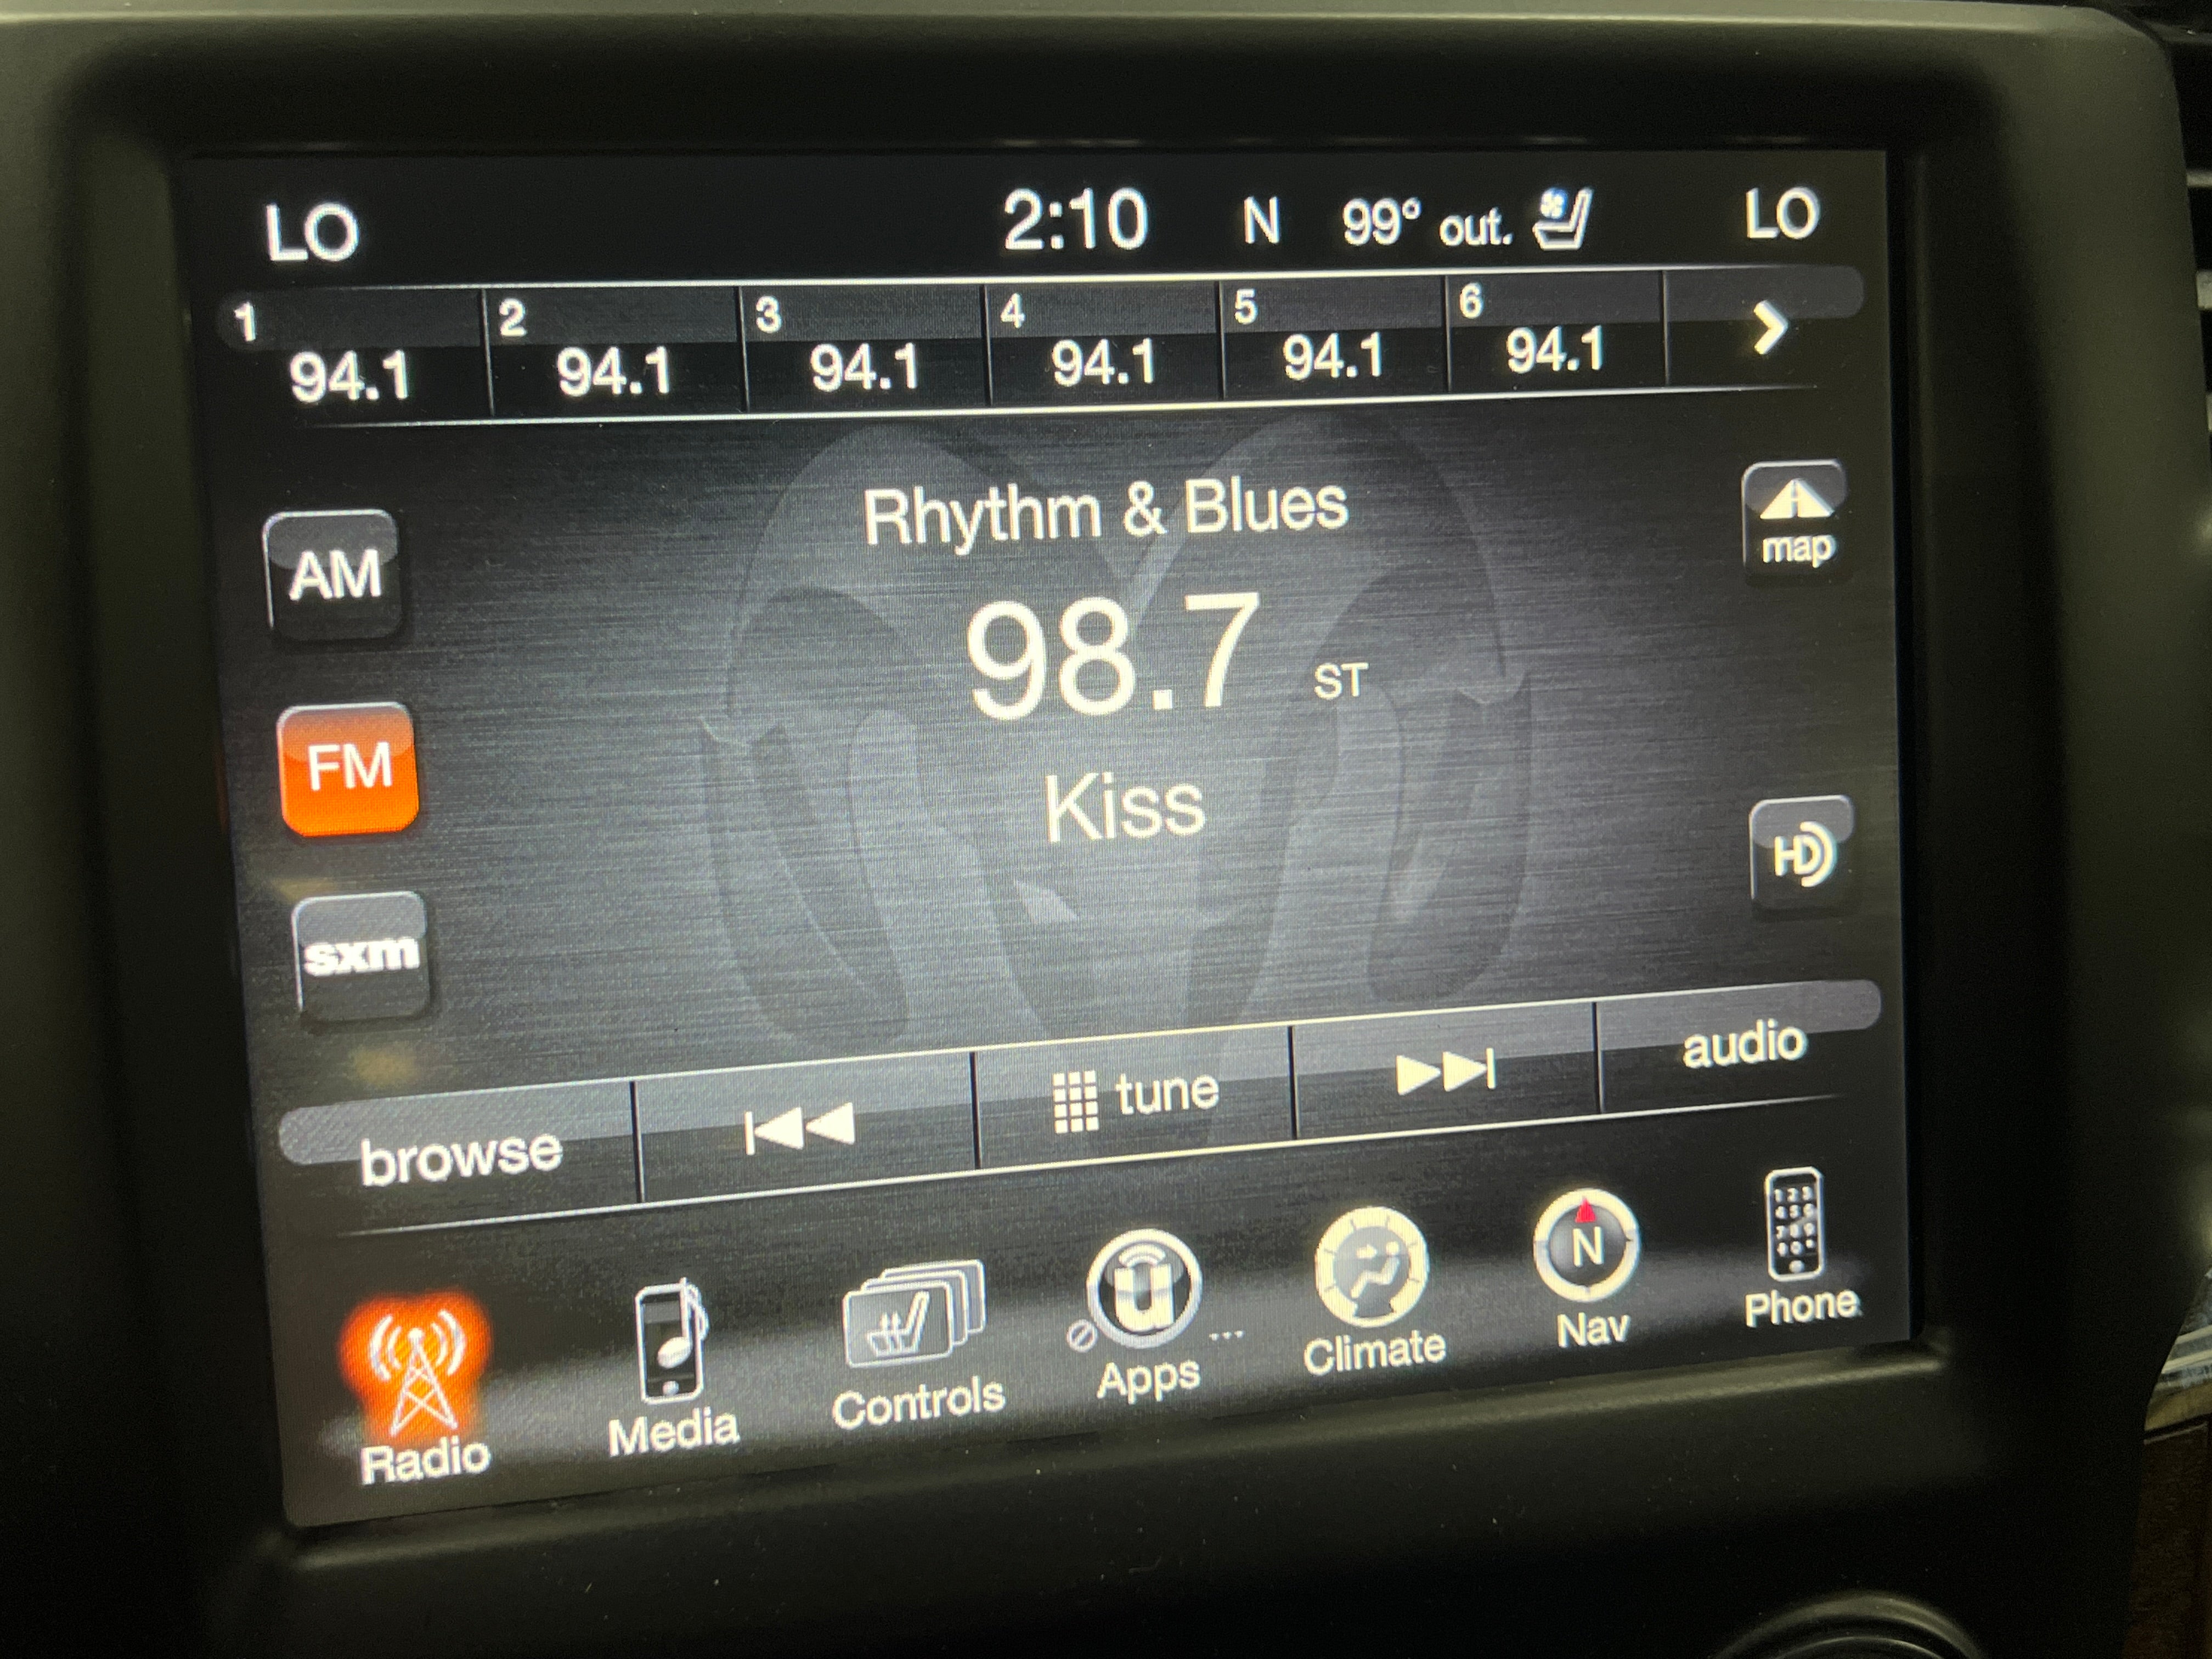 LO 2:10 N 99° out. LO
1 2 3 4 5 6
94.1 94.1 94.1 94.1 94.1 94.1
Rhythm & Blues
map
AM
98.7 ST
FM
Kiss
HD
sxm
browse tune audio
Radio Media Controls Apps ... Climate N Nav Phone